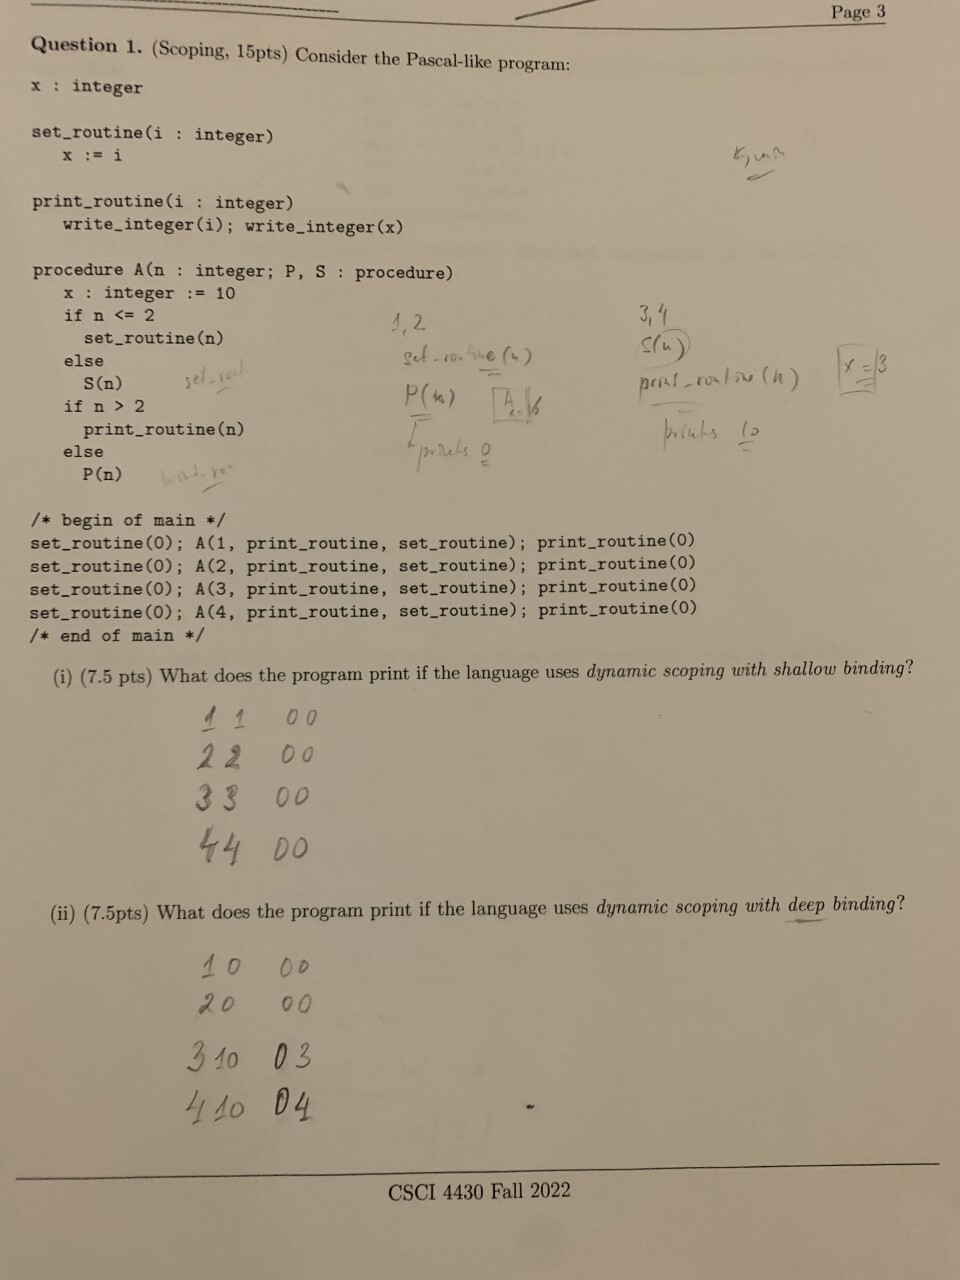 Page 3
Question 1. (Scoping, 15pts) Consider the Pascal-like program:
x : integer
set_routine(i : integer)
x := i
print_routine(i : integer)
write_integer(i); write_integer(x)
procedure A(n : integer; P, S : procedure)
x : integer := 10
if n <= 2
1, 2
3, 4
set_routine(n)
set_routine(n)
S(n)
else
S(n)
P(n)
print_routine(n)
x = 3
if n > 2
print_routine(n)
prints 0
prints 10
else
P(n)
/* begin of main */
set_routine(0); A(1, print_routine, set_routine); print_routine(0)
set_routine(0); A(2, print_routine, set_routine); print_routine(0)
set_routine(0); A(3, print_routine, set_routine); print_routine(0)
set_routine(0); A(4, print_routine, set_routine); print_routine(0)
/* end of main */
(i) (7.5 pts) What does the program print if the language uses dynamic scoping with shallow binding?
1 1 0 0
2 2 0 0
3 3 0 0
4 4 0 0
(ii) (7.5pts) What does the program print if the language uses dynamic scoping with deep binding?
1 0 0 0
2 0 0 0
3 10 0 3
4 10 0 4
CSCI 4430 Fall 2022